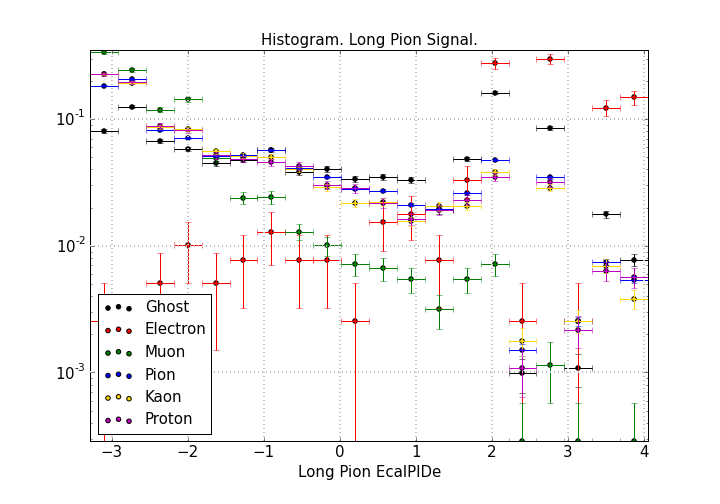 Histogram. Long Pion Signal.
10⁻¹
10⁻²
10⁻³
Ghost
Electron
Muon
Pion
Kaon
Proton
−3 −2 −1 0 1 2 3 4
Long Pion EcalPIDe